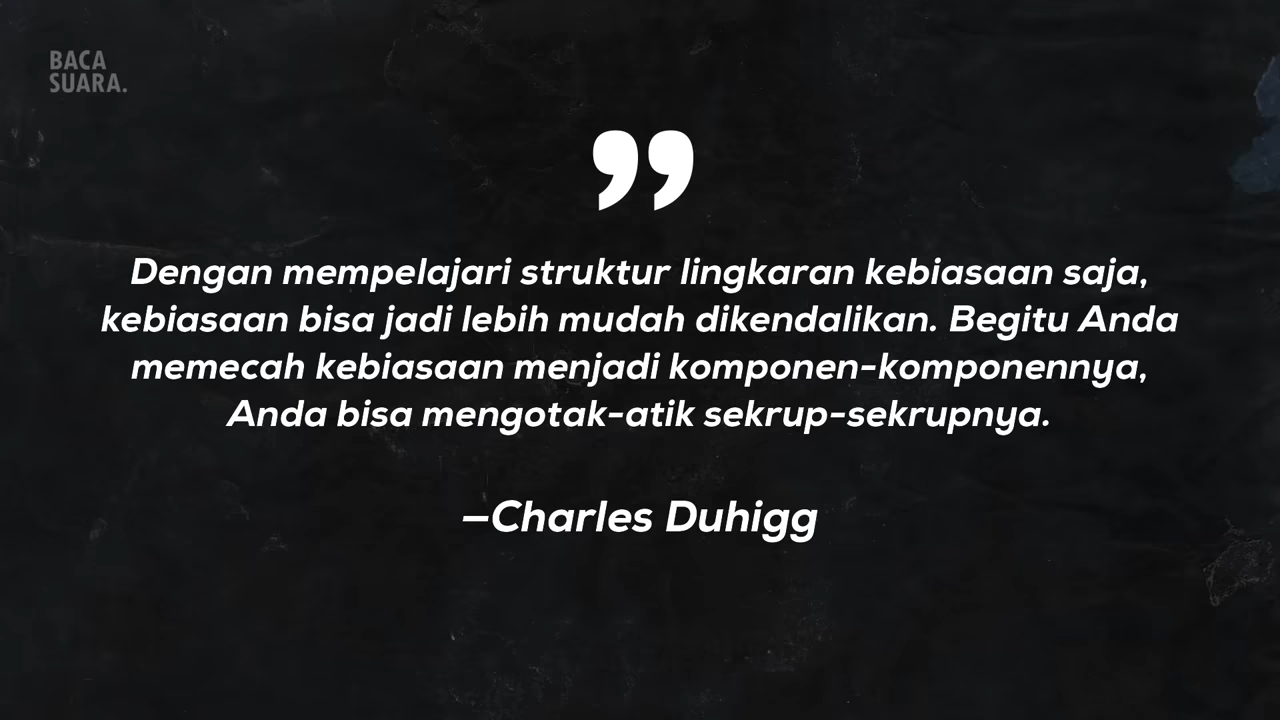 BACA
SUARA.
”
Dengan mempelajari struktur lingkaran kebiasaan saja,
kebiasaan bisa jadi lebih mudah dikendalikan. Begitu Anda
memecah kebiasaan menjadi komponen-komponennya,
Anda bisa mengotak-atik sekrup-sekrupnya.
—Charles Duhigg